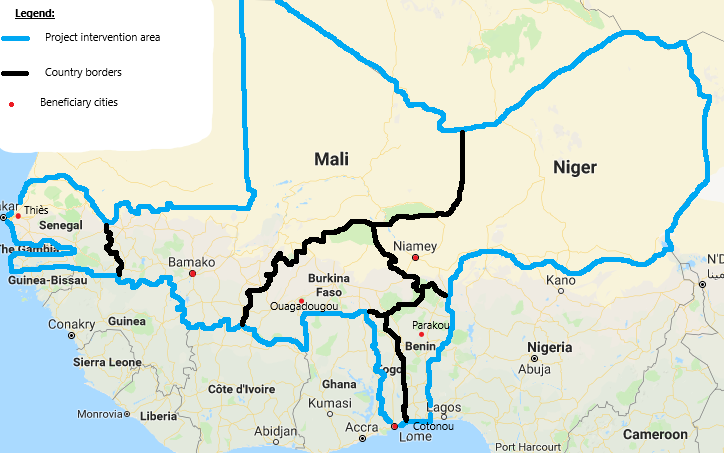 Legend:
Project intervention area
Country borders
Beneficiary cities
Mali
Niger
kar
Thiès
Senegal
The Gambia
Guinea-Bissau
Bamako
Niamey
Burkina
Faso
Ouagadougou
Kano
N'D
Parakou
Benin
Conakry
Guinea
Sierra Leone
Nigeria
Abuja
Togo
Côte d'Ivoire
Ghana
Kumasi
Monrovia
Liberia
Lagos
Abidjan
Accra
Cotonou
Lome
Port Harcourt
Cameroon